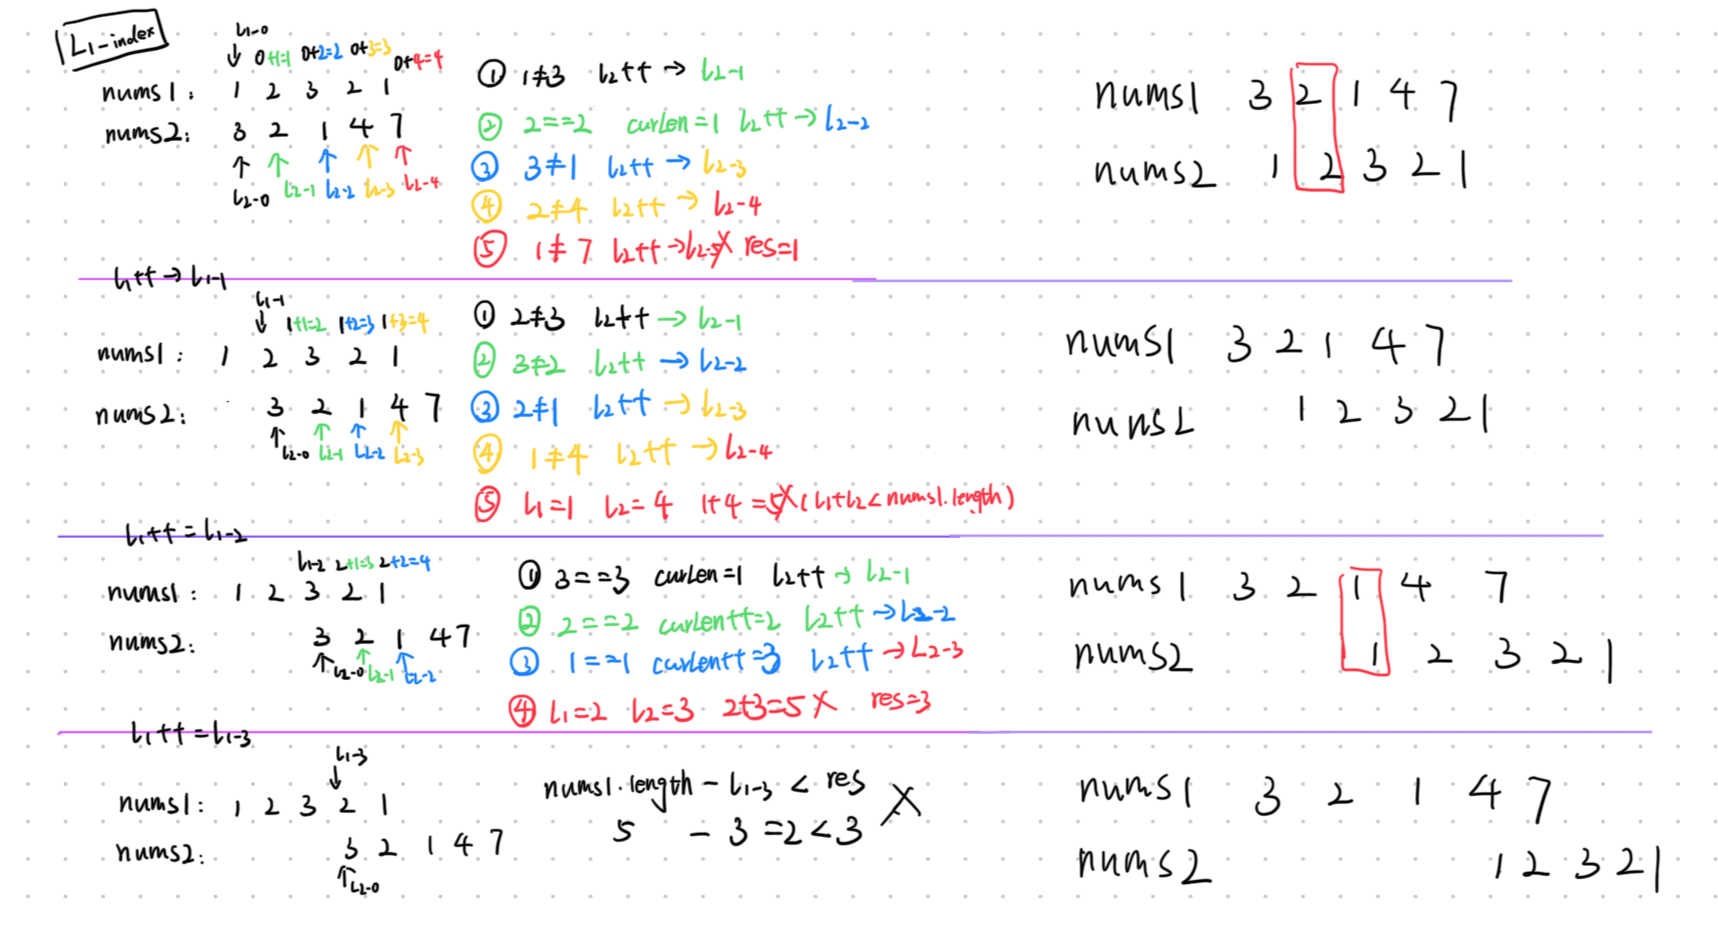 L1-index
L1-0
0+1=1 0+2=2 0+3=3 0+4=4
nums1: 1 2 3 2 1
nums2: 3 2 1 4 7
L2-0 L2-1 L2-2 L2-3 L2-4
① 1≠3 L2++ → L2-1
② 2==2 curLen=1 L2++ → L2-2
③ 3≠1 L2++ → L2-3
④ 2≠4 L2++ → L2-4
⑤ 1≠7 L2++ → L2-5 X res=1
nums1 3 2 1 4 7
nums2 1 2 3 2 1
L1++ → L1-1
L1-1
1+1=2 1+2=3 1+3=4
nums1: 1 2 3 2 1
nums2: 3 2 1 4 7
L2-0 L2-1 L2-2 L2-3
① 2≠3 L2++ → L2-1
② 3≠2 L2++ → L2-2
③ 2≠1 L2++ → L2-3
④ 1≠4 L2++ → L2-4
⑤ L1=1 L2=4 1+4=5 X (L1+L2<nums1.length)
nums1 3 2 1 4 7
nums2 1 2 3 2 1
L1++ = L1-2
L1-2 2+1=3 2+2=4
nums1: 1 2 3 2 1
nums2: 3 2 1 4 7
L2-0 L2-1 L2-2
① 3==3 curLen=1 L2++ → L2-1
② 2==2 curLen++=2 L2++ → L2-2
③ 1==1 curLen++=3 L2++ → L2-3
④ L1=2 L2=3 2+3=5 X res=3
nums1 3 2 1 4 7
nums2 1 2 3 2 1
L1++ = L1-3
L1-3
nums1: 1 2 3 2 1
nums2: 3 2 1 4 7
L2-0
nums1.length - L1-3 < res X
5 - 3 = 2 < 3
nums1 3 2 1 4 7
nums2 1 2 3 2 1